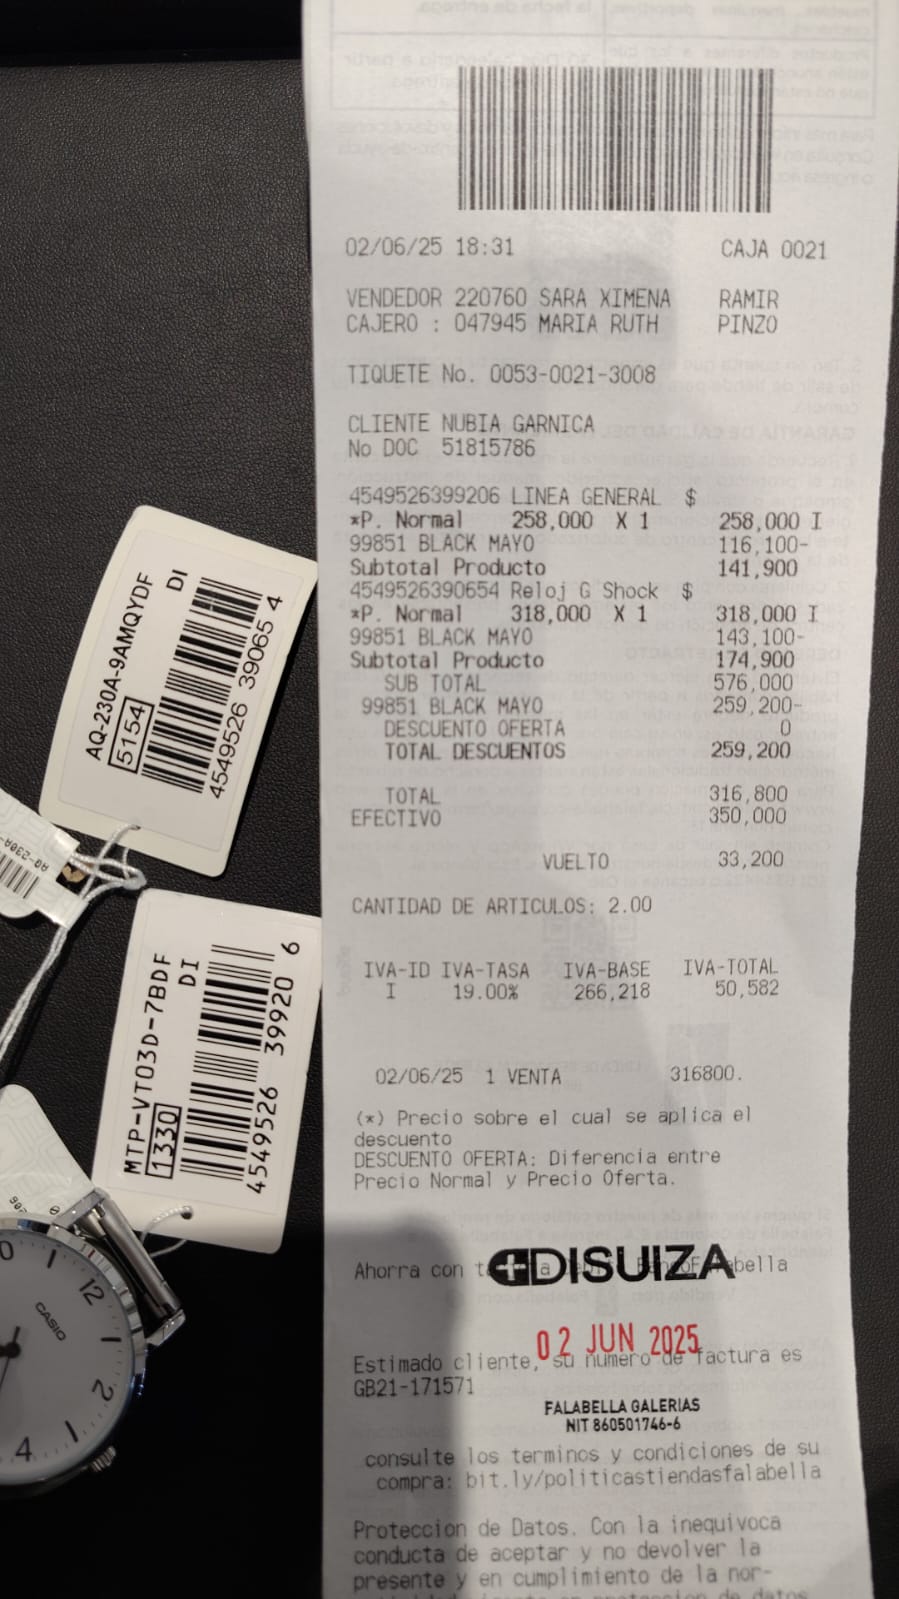 02/06/25 18:31 CAJA 0021
VENDEDOR 220760 SARA XIMENA RAMIR
CAJERO : 047945 MARIA RUTH PINZO
TIQUETE No. 0053-0021-3008
CLIENTE NUBIA GARNICA
No DOC 51815786
4549526399206 LINEA GENERAL $
*P. Normal 258,000 X 1 258,000 I
99851 BLACK MAYO 116,100-
Subtotal Producto 141,900
4549526390654 Reloj G Shock $
*P. Normal 318,000 X 1 318,000 I
99851 BLACK MAYO 143,100-
Subtotal Producto 174,900
SUB TOTAL 576,000
99851 BLACK MAYO 259,200-
DESCUENTO OFERTA 0
TOTAL DESCUENTOS 259,200
TOTAL 316,800
EFECTIVO 350,000
VUELTO 33,200
CANTIDAD DE ARTICULOS: 2.00
IVA-ID IVA-TASA IVA-BASE IVA-TOTAL
I 19.00% 266,218 50,582
02/06/25 1 VENTA 316800.
(*) Precio sobre el cual se aplica el
descuento
DESCUENTO OFERTA: Diferencia entre
Precio Normal y Precio Oferta.
Ahorra con
DISUIZA
02 JUN 2025
Estimado cliente, su numero de factura es
GB21-171571
FALABELLA GALERIAS
NIT 860501746-6
consulte los terminos y condiciones de su
compra: bit.ly/politicastiendasfalabella
Proteccion de Datos. Con la inequivoca
conducta de aceptar y no devolver la
presente y en cumplimiento de la nor-
AQ-230A-9AMQYDF DI
5154
4549526 39065 4
MTP-VT03D-7BDF
DI
1330
4549526 39920 6
CASIO
12
1
2
4